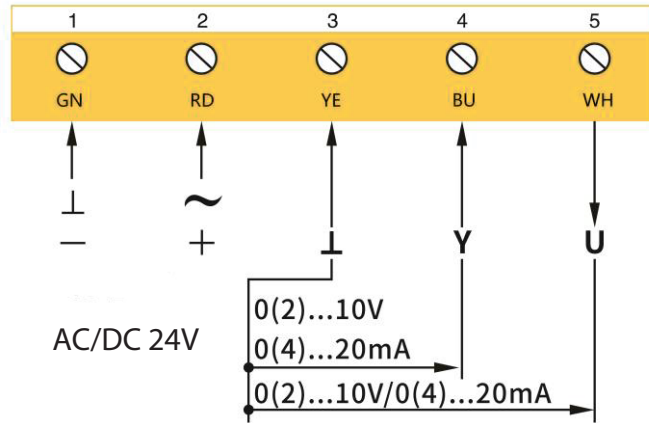 1 2 3 4 5
GN RD YE BU WH
⊥ ~ ⊥ Y U
− +
0(2)...10V
AC/DC 24V
0(4)...20mA
0(2)...10V/0(4)...20mA